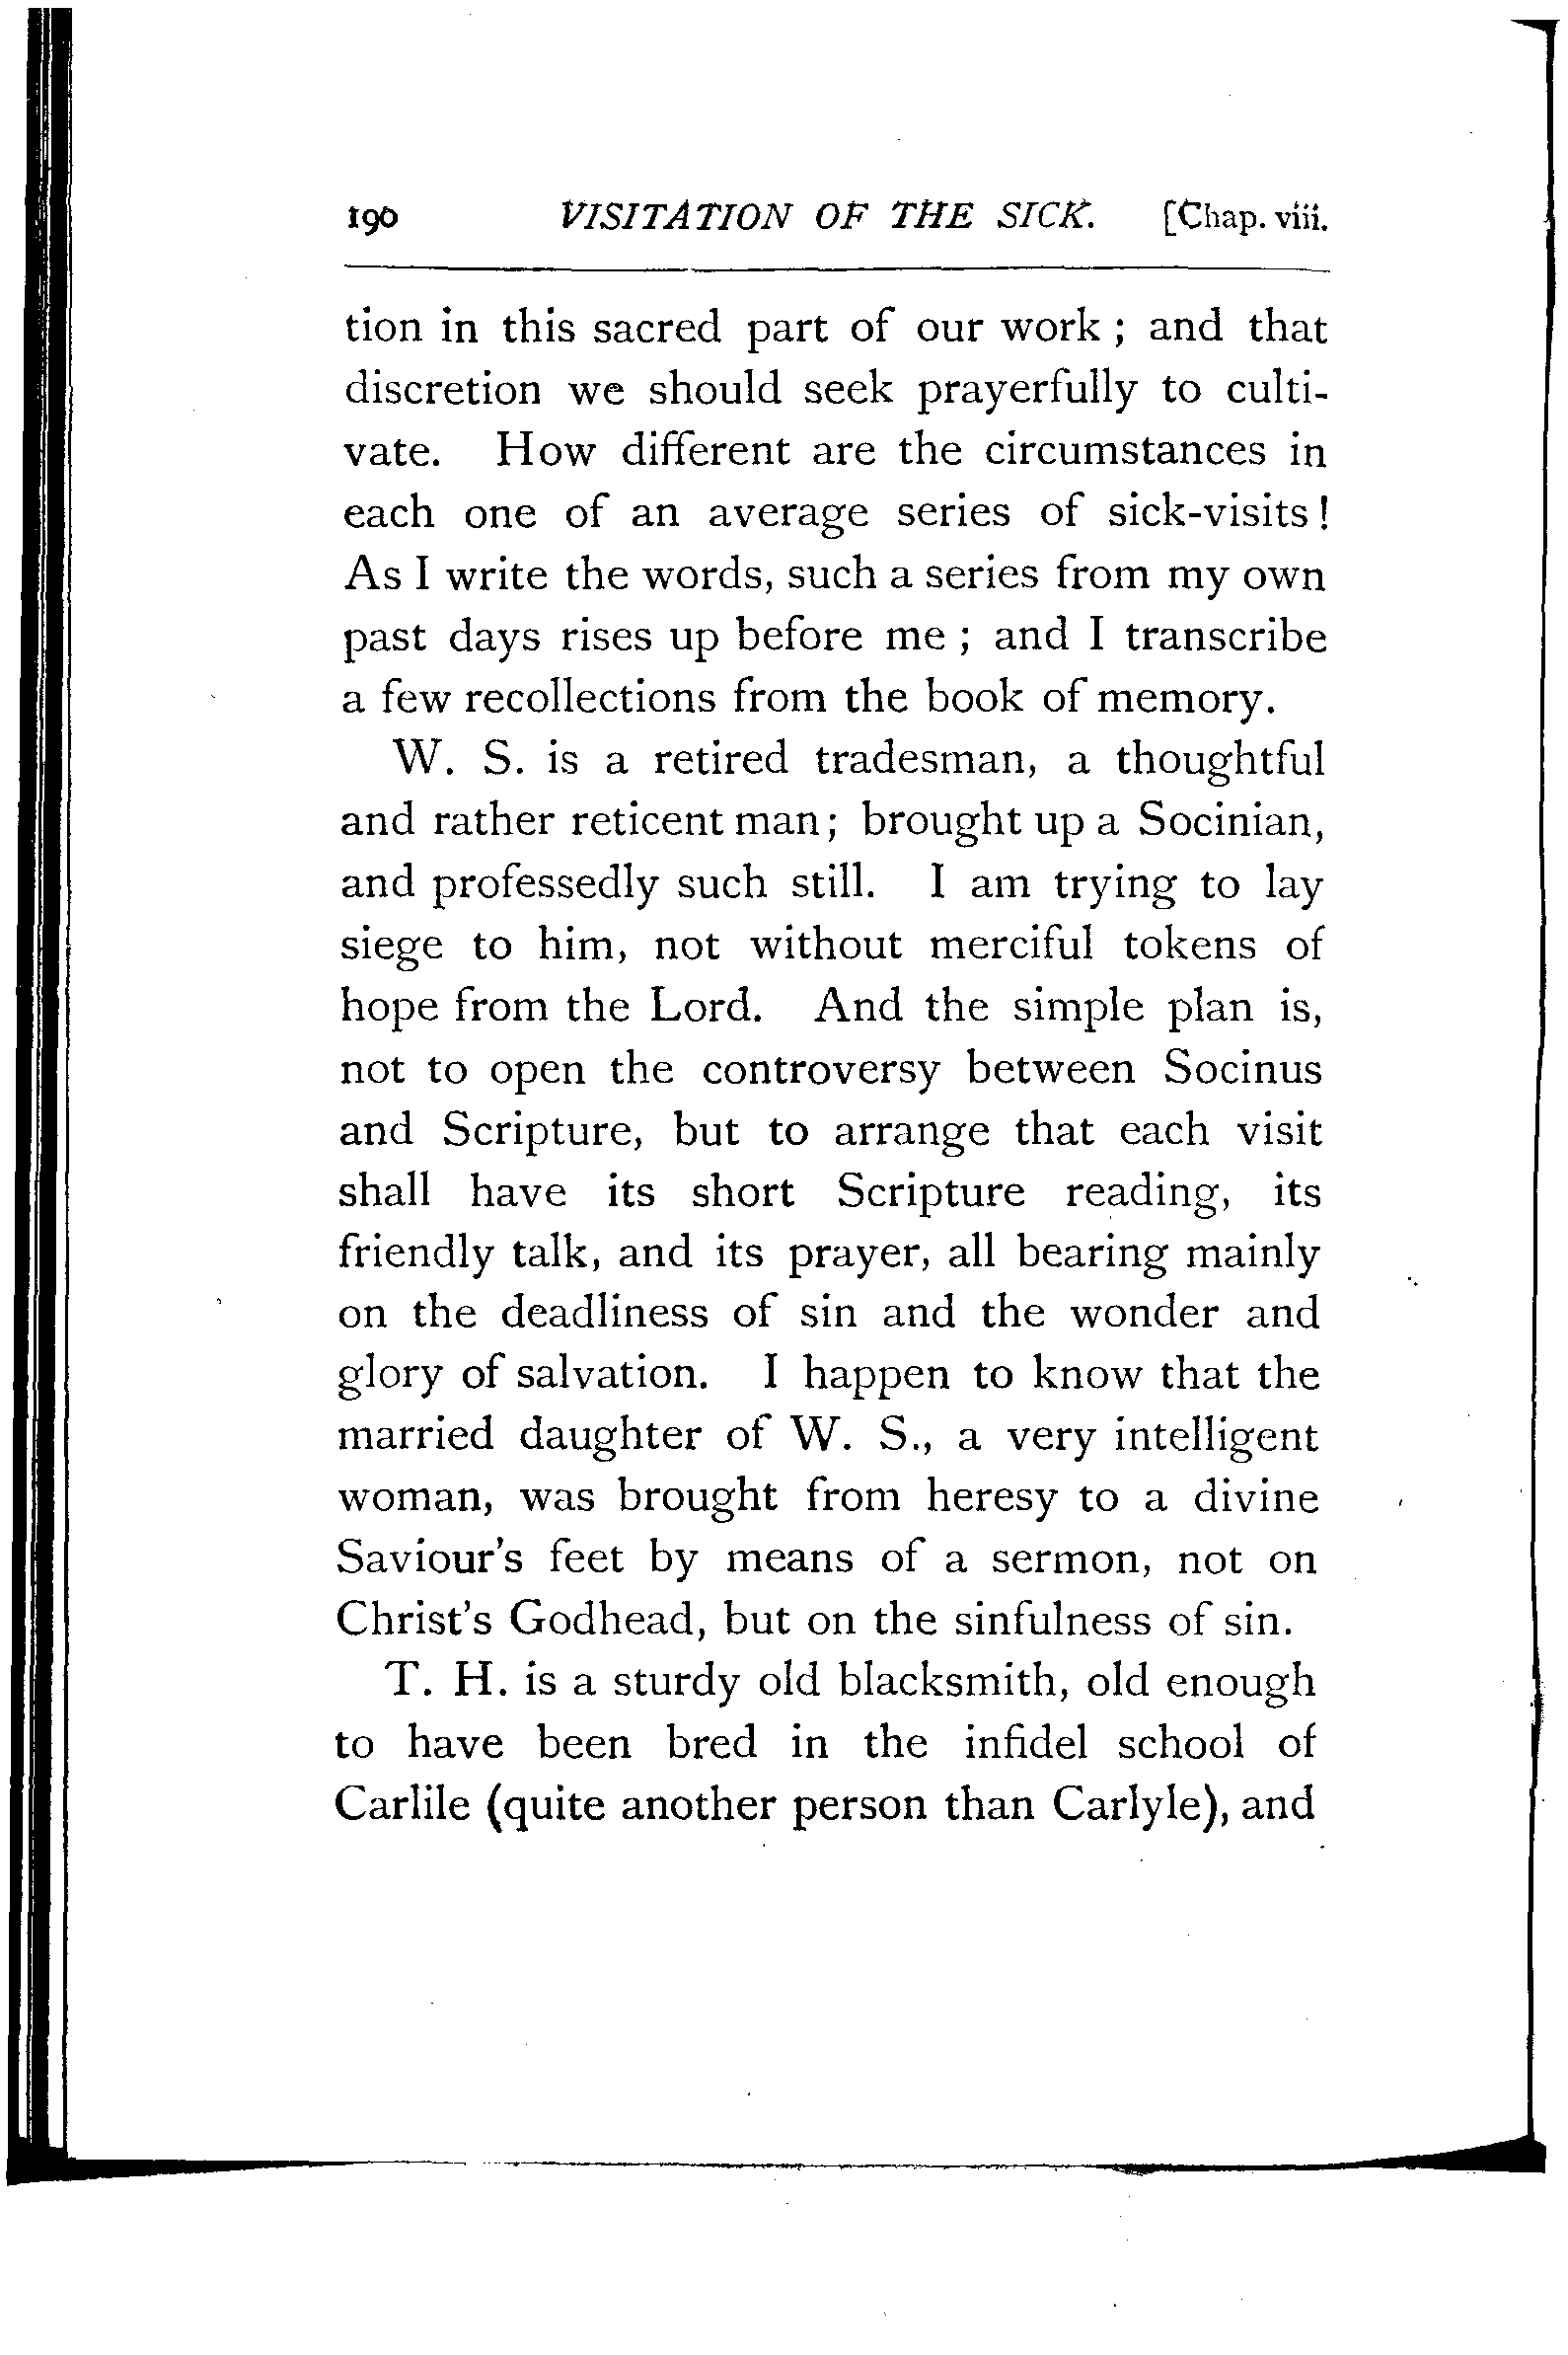 190 VISITATION OF THE SICK. [Chap. viii.
tion in this sacred part of our work ; and that
discretion we should seek prayerfully to culti-
vate. How different are the circumstances in
each one of an average series of sick-visits !
As I write the words, such a series from my own
past days rises up before me ; and I transcribe
a few recollections from the book of memory.
W. S. is a retired tradesman, a thoughtful
and rather reticent man; brought up a Socinian,
and professedly such still. I am trying to lay
siege to him, not without merciful tokens of
hope from the Lord. And the simple plan is,
not to open the controversy between Socinus
and Scripture, but to arrange that each visit
shall have its short Scripture reading, its
friendly talk, and its prayer, all bearing mainly
on the deadliness of sin and the wonder and
glory of salvation. I happen to know that the
married daughter of W. S., a very intelligent
woman, was brought from heresy to a divine
Saviour's feet by means of a sermon, not on
Christ's Godhead, but on the sinfulness of sin.
T. H. is a sturdy old blacksmith, old enough
to have been bred in the infidel school of
Carlile (quite another person than Carlyle), and